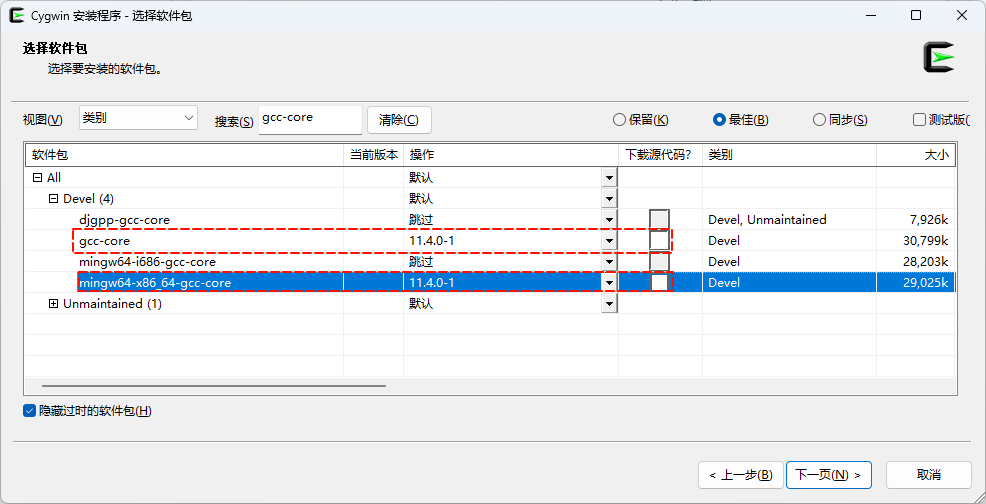 Cygwin 安装程序 - 选择软件包
选择软件包
选择要安装的软件包。
视图(V) 类别 搜索(S) gcc-core 清除(C) 保留(K) 最佳(B) 同步(S) 测试版(
软件包 当前版本 操作 下载源代码? 类别 大小
All 默认
Devel (4) 默认
djgpp-gcc-core 跳过 Devel, Unmaintained 7,926k
gcc-core 11.4.0-1 Devel 30,799k
mingw64-i686-gcc-core 跳过 Devel 28,203k
mingw64-x86_64-gcc-core 11.4.0-1 Devel 29,025k
Unmaintained (1) 默认
隐藏过时的软件包(H)
< 上一步(B) 下一页(N) > 取消